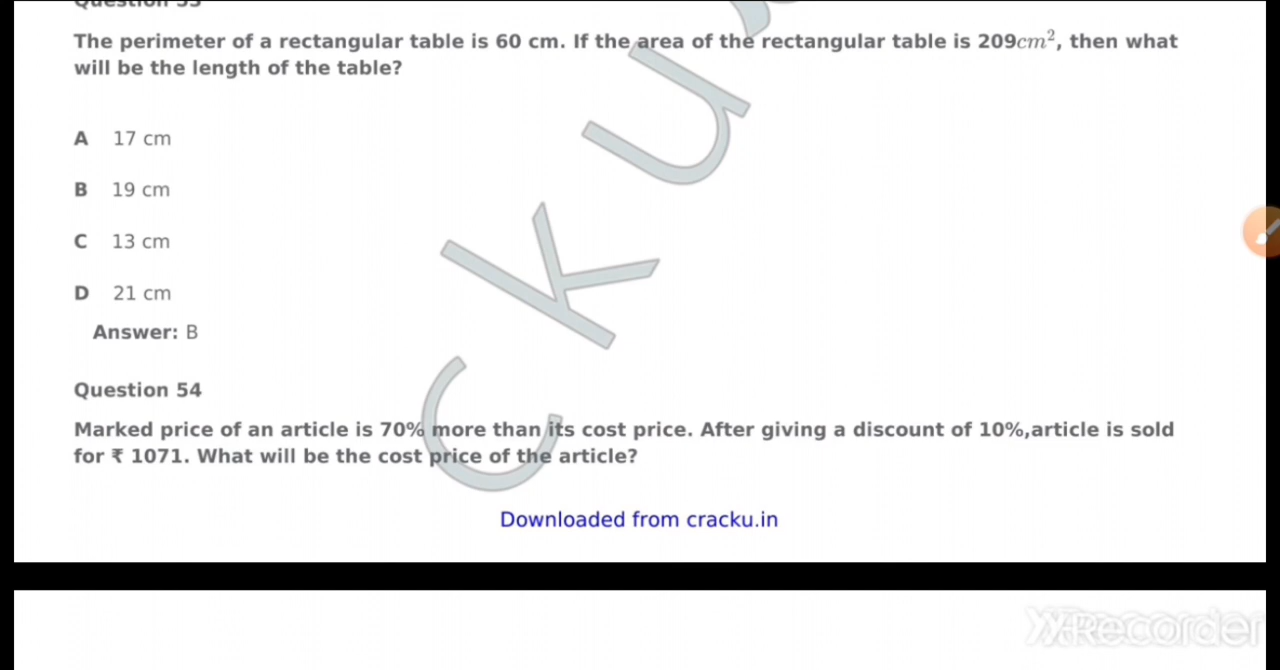 Question 53
The perimeter of a rectangular table is 60 cm. If the area of the rectangular table is 209cm², then what
will be the length of the table?
A 17 cm
B 19 cm
C 13 cm
D 21 cm
Answer: B
Question 54
Marked price of an article is 70% more than its cost price. After giving a discount of 10%,article is sold
for ₹ 1071. What will be the cost price of the article?
Downloaded from cracku.in
cku
XRecorder